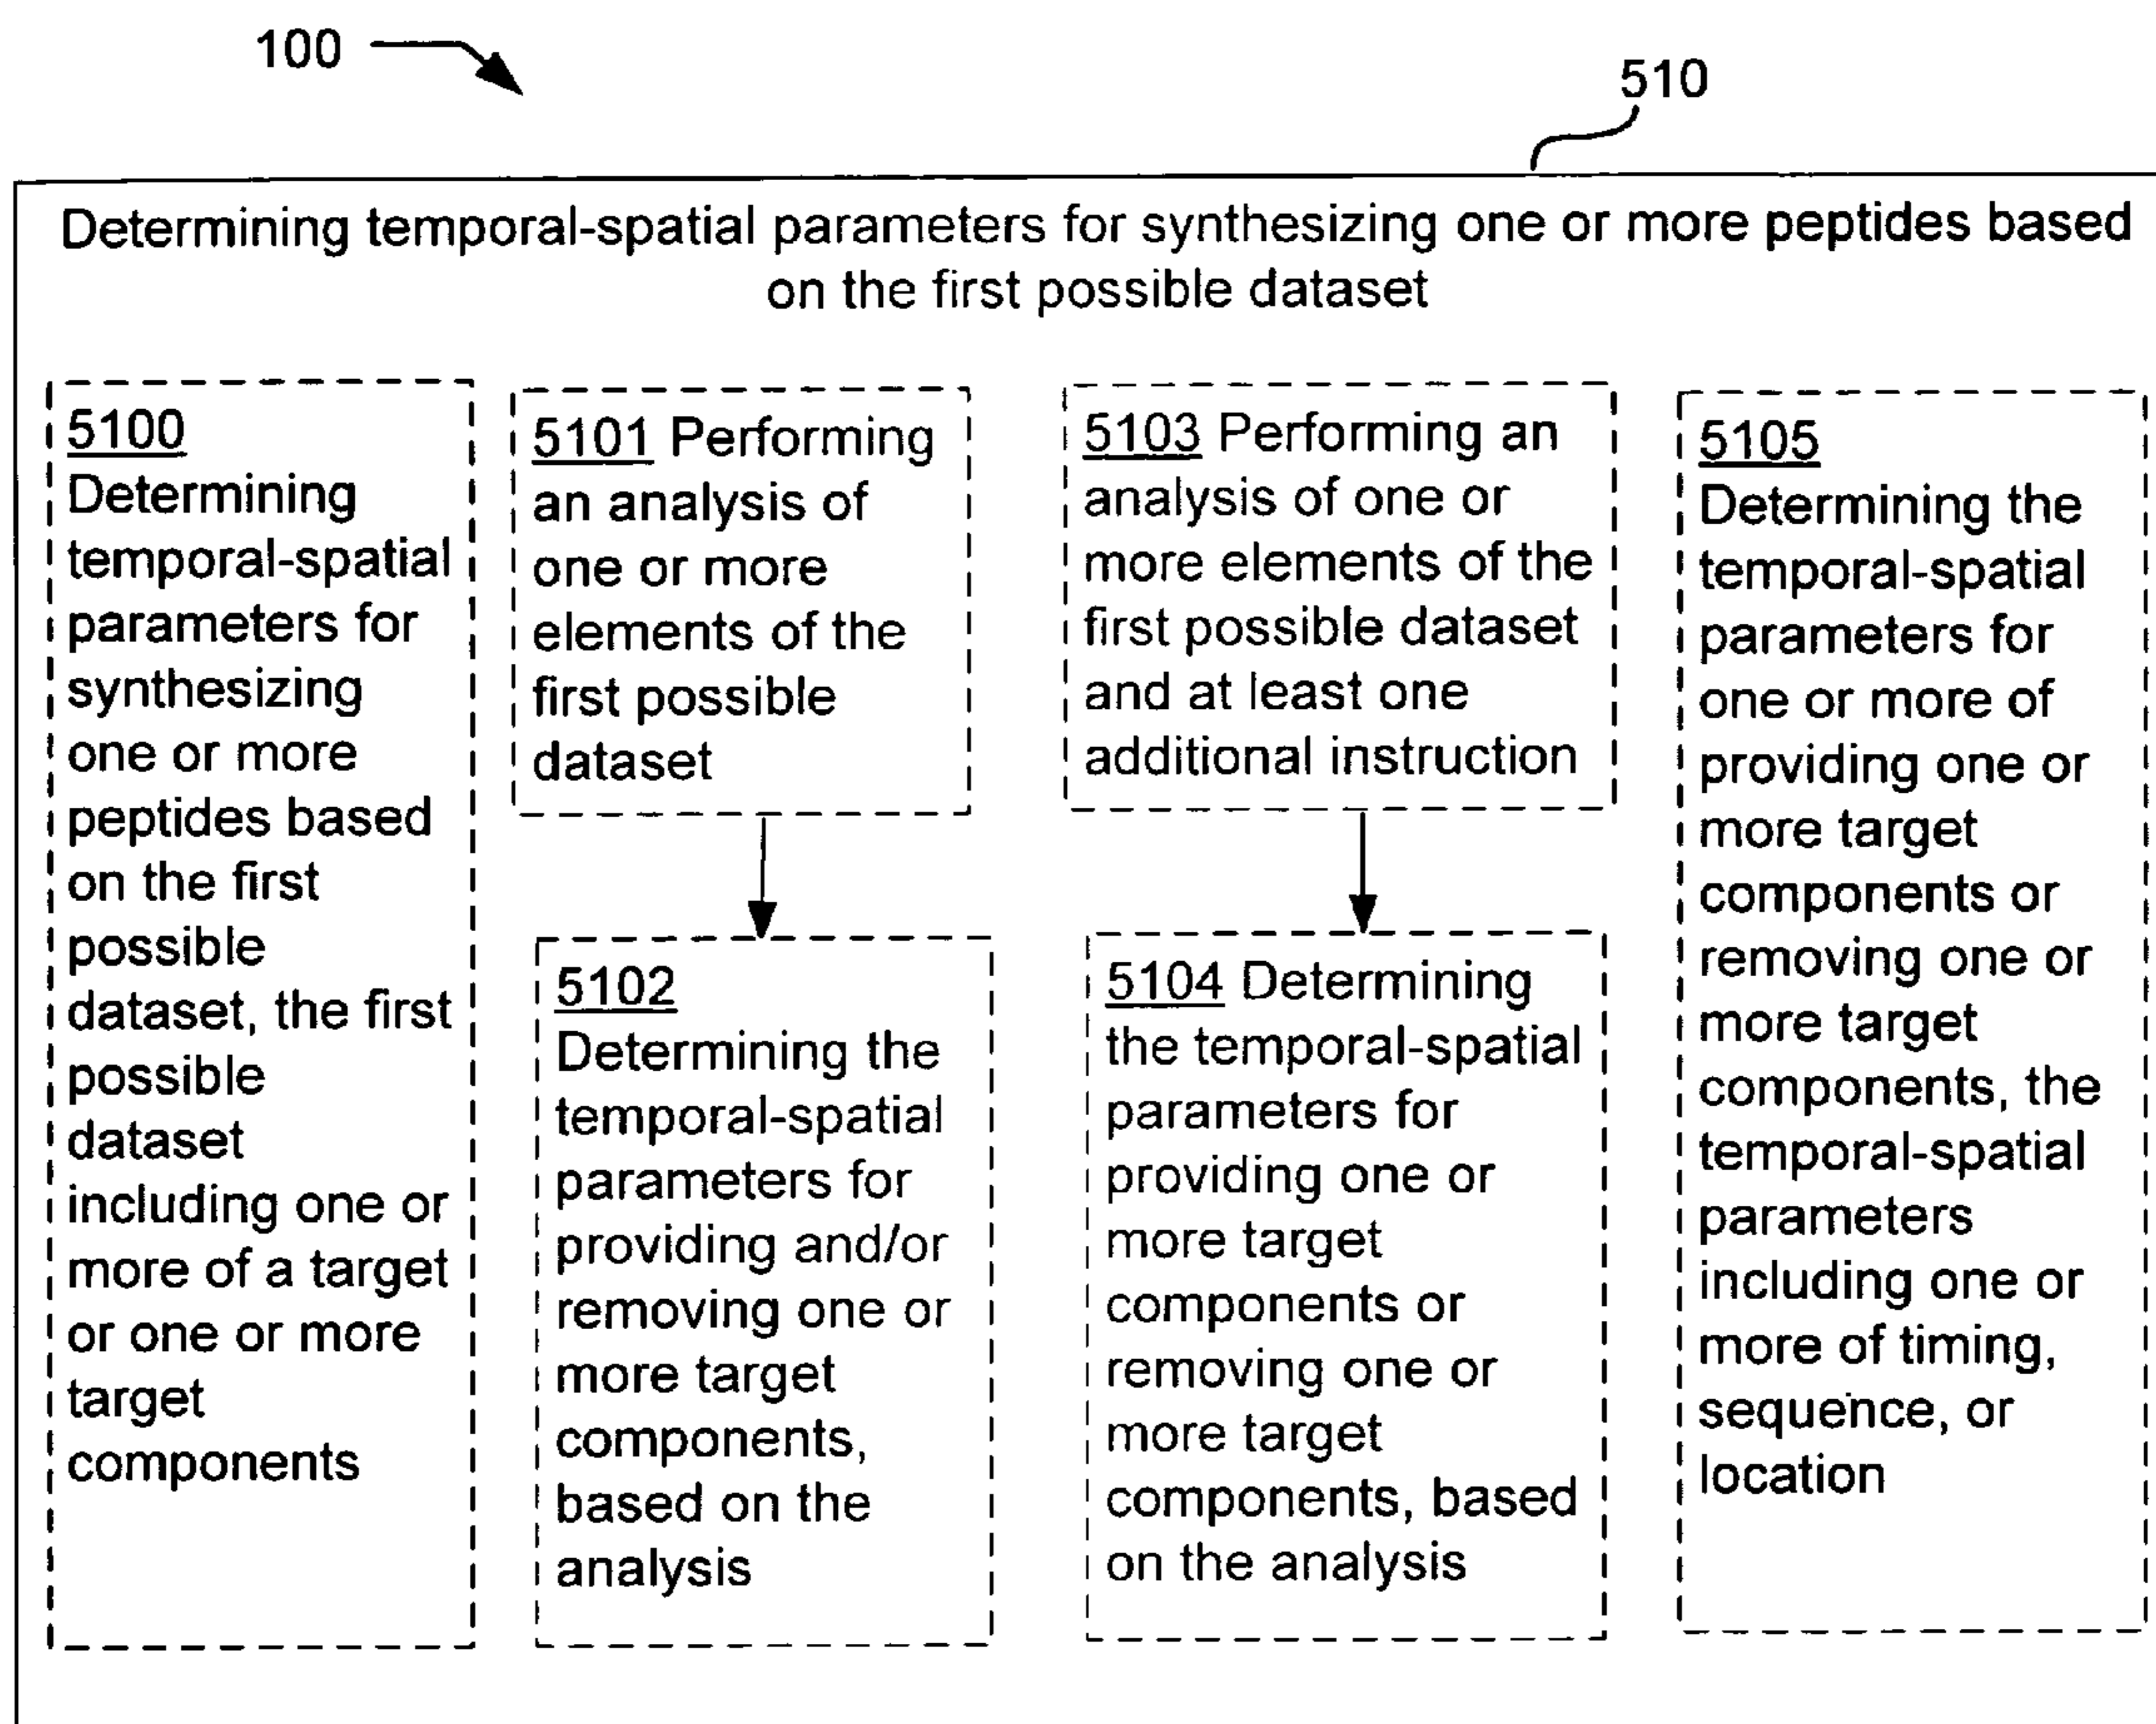 100
510
Determining temporal-spatial parameters for synthesizing one or more peptides based
on the first possible dataset
5100
Determining
temporal-spatial
parameters for
synthesizing
one or more
peptides based
on the first
possible
dataset, the first
possible
dataset
including one or
more of a target
or one or more
target
components
5101 Performing
an analysis of
one or more
elements of the
first possible
dataset
5102
Determining the
temporal-spatial
parameters for
providing and/or
removing one or
more target
components,
based on the
analysis
5103 Performing an
analysis of one or
more elements of the
first possible dataset
and at least one
additional instruction
5104 Determining
the temporal-spatial
parameters for
providing one or
more target
components or
removing one or
more target
components, based
on the analysis
5105
Determining the
temporal-spatial
parameters for
one or more of
providing one or
more target
components or
removing one or
more target
components, the
temporal-spatial
parameters
including one or
more of timing,
sequence, or
location